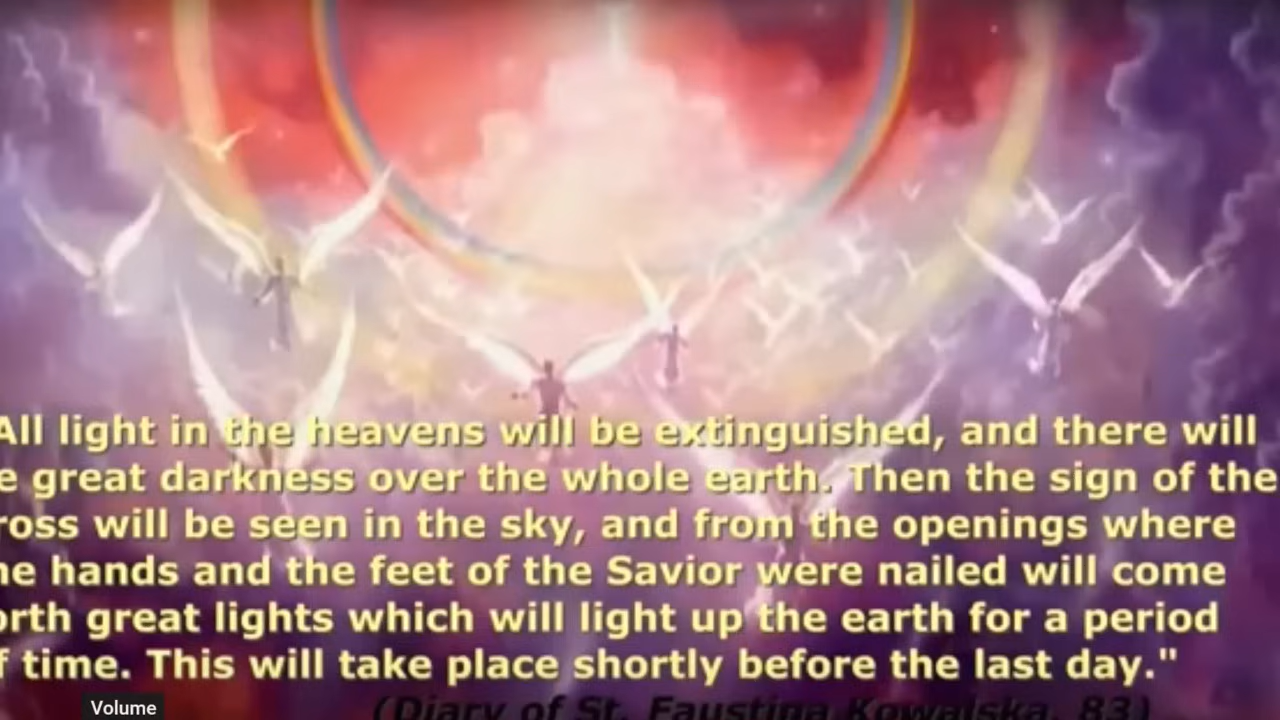 All light in the heavens will be extinguished, and there will
e great darkness over the whole earth. Then the sign of the
ross will be seen in the sky, and from the openings where
he hands and the feet of the Savior were nailed will come
orth great lights which will light up the earth for a period
f time. This will take place shortly before the last day."
(Diary of St. Faustina Kowalska, 83)
Volume